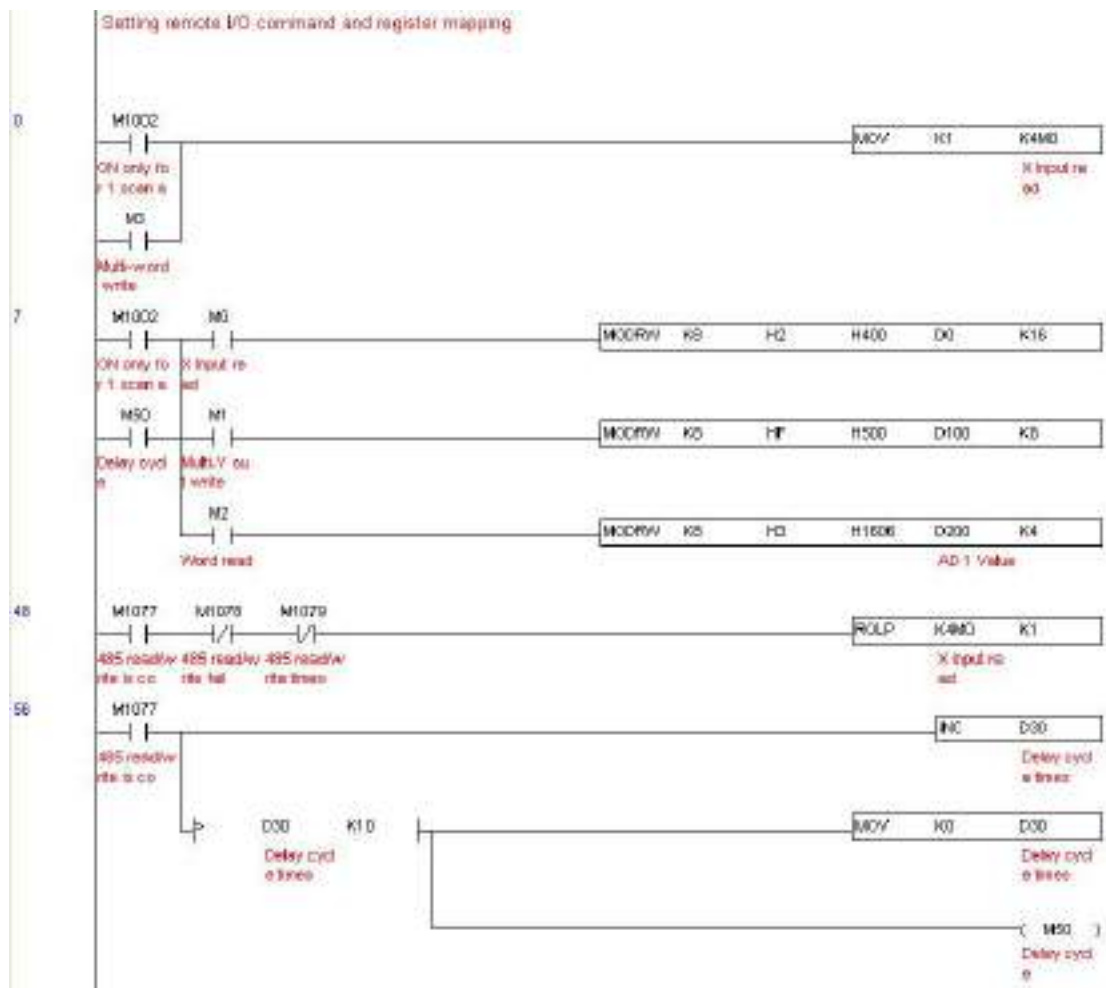 Setting remote I/O command and register mapping
0 M1002 MOV K1 K4M0
ON only fo X Input re
r 1 scan a ad
M3
Multi-word
write
7 M1002 M0 MODRW H2 H400 D0 K16
ON only fo X Input re
r 1 scan a ad
M50 M1 MODRW HF H500 D100
Delay cycl Multi-Y ou
e t write
M2 MODRW H3 H1606 D200 K4
Word read AD 1 Value
48 M1077 M1078 M1079 ROLP K4M0 K1
485 read/w 485 read/w 485 read/w X Input re
rite is co rite fail rite timeo ad
56 M1077 INC D30
485 read/w Delay cycl
rite is co e times
> D30 K10 MOV K0 D30
Delay cycl Delay cycl
e times e times
( M50 )
Delay cycl
e